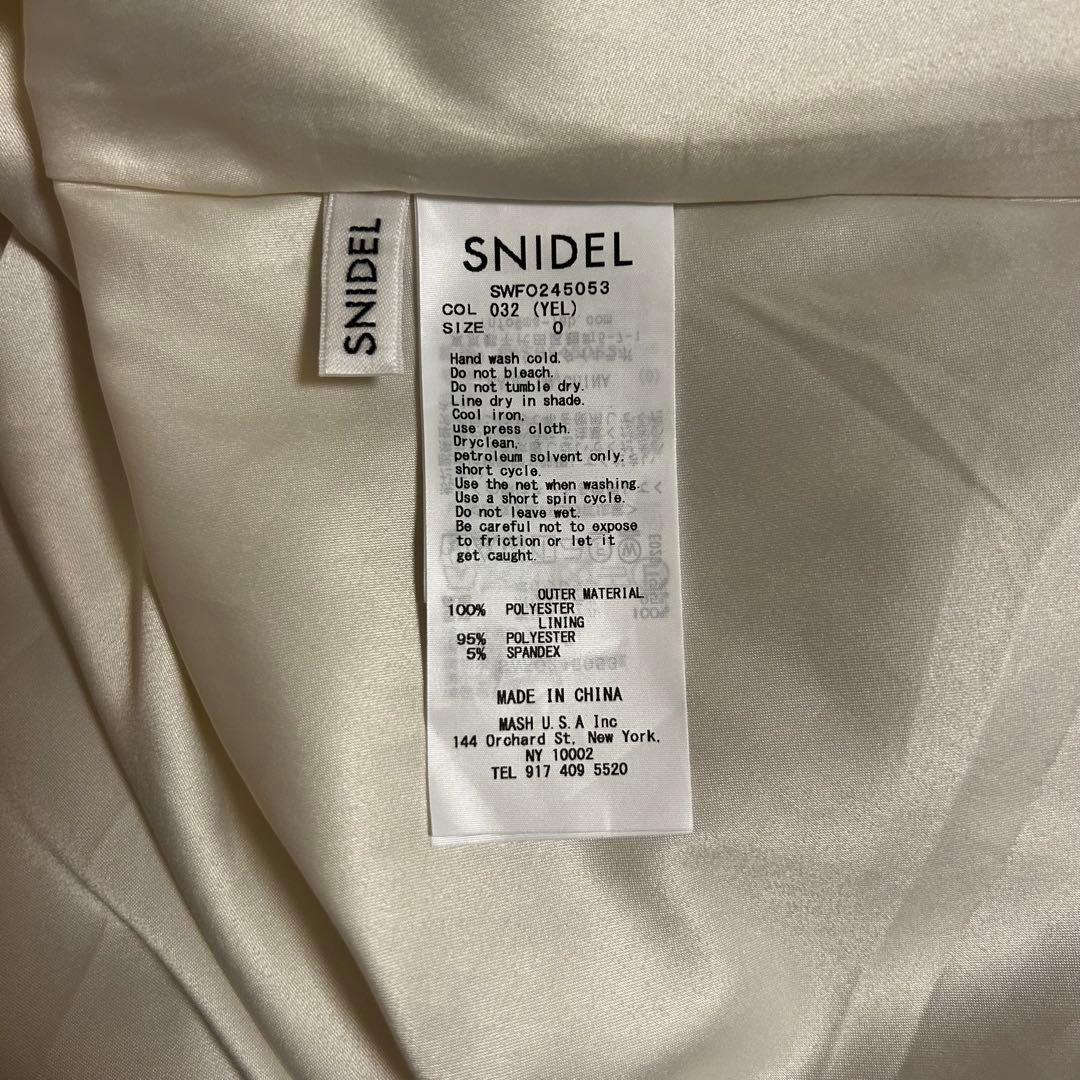 SNIDEL
SNIDEL
SWFO245053
COL 032 (YEL)
SIZE 0
Hand wash cold.
Do not bleach.
Do not tumble dry.
Line dry in shade.
Cool iron,
use press cloth.
Dryclean,
petroleum solvent only.
short cycle.
Use the net when washing.
Use a short spin cycle.
Do not leave wet.
Be careful not to expose
to friction or let it
get caught.
OUTER MATERIAL
100% POLYESTER
LINING
95% POLYESTER
5% SPANDEX
MADE IN CHINA
MASH U.S.A Inc
144 Orchard St, New York,
NY 10002
TEL 917 409 5520